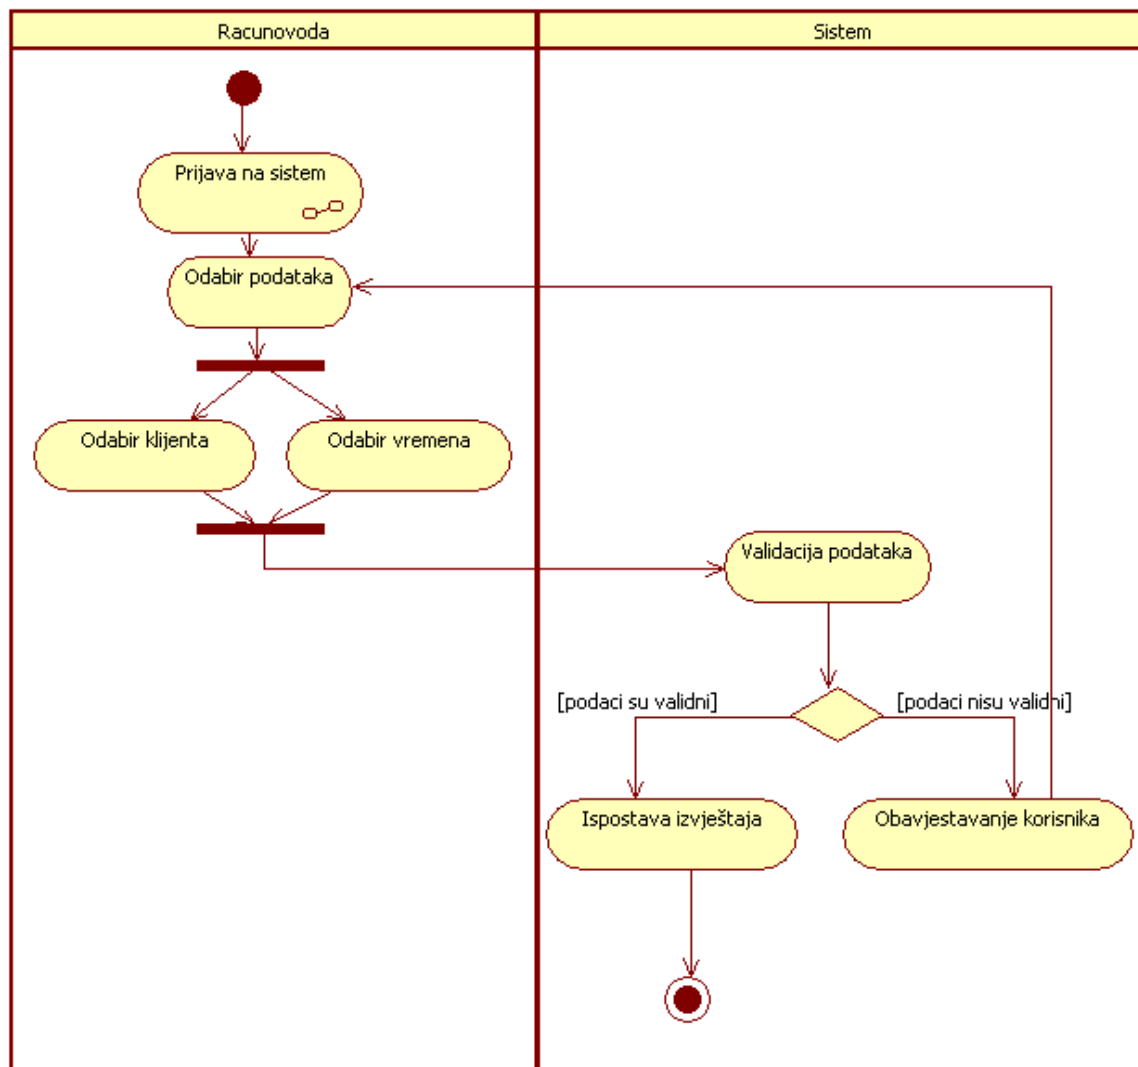 Racunovoda
Sistem
Prijava na sistem
Odabir podataka
Odabir klijenta
Odabir vremena
Validacija podataka
[podaci su validni]
[podaci nisu validni]
Ispostava izvještaja
Obavjestavanje korisnika